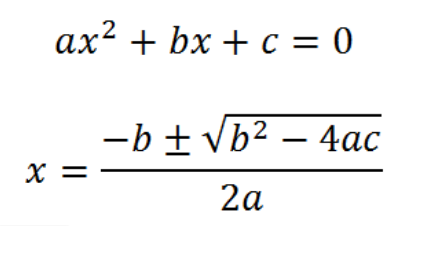 ax² + bx + c = 0
x = (-b ± √(b² − 4ac)) / (2a)